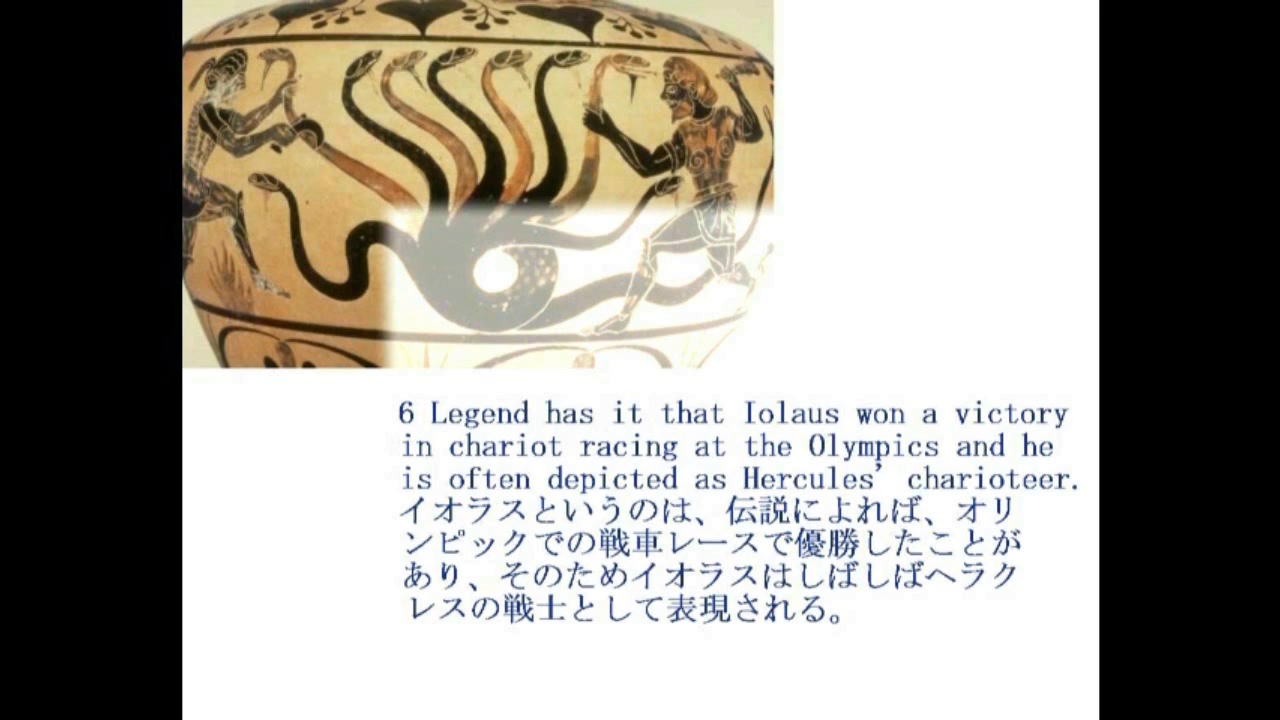 6 Legend has it that Iolaus won a victory
in chariot racing at the Olympics and he
is often depicted as Hercules’ charioteer.
イオラスというのは、伝説によれば、オリ
ンピックでの戦車レースで優勝したことが
あり、そのためイオラスはしばしばヘラク
レスの戦士として表現される。